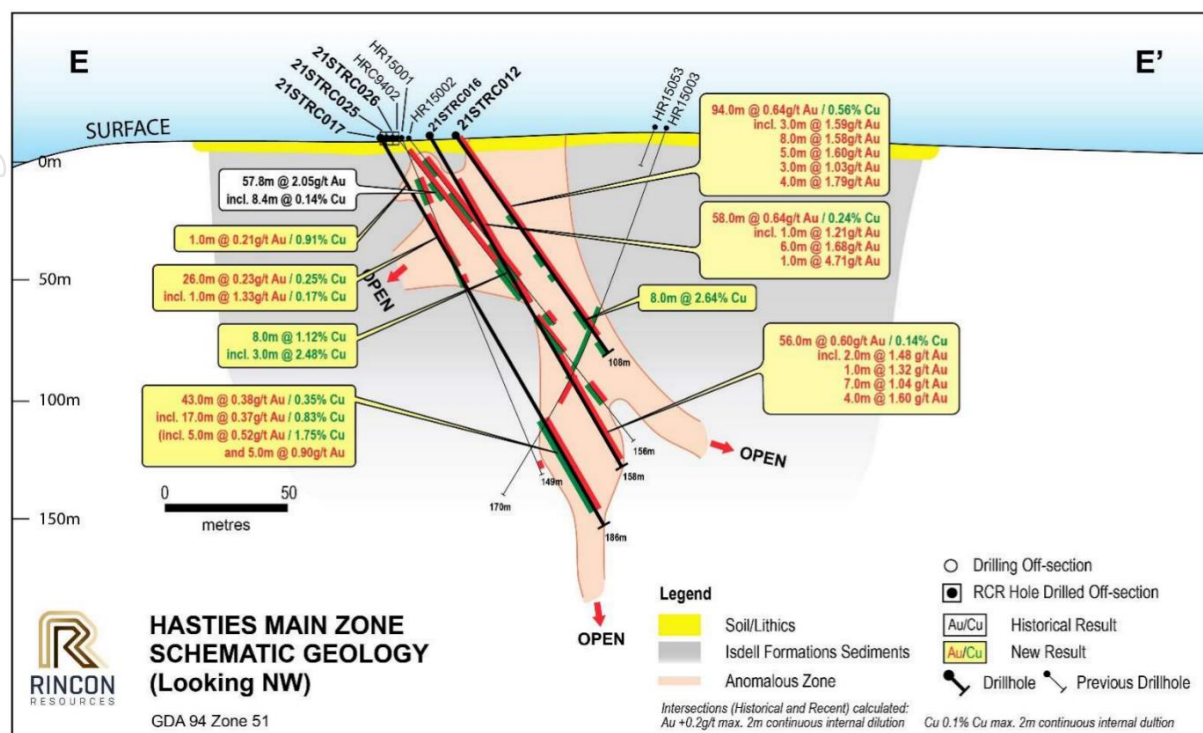 E
E'
HR15001
HRC9402
21STRC026
21STRC025
21STRC017
HR15002
21STRC016
21STRC012
HR15053
HR15003
SURFACE
0m
50m
100m
150m
57.8m @ 2.05g/t Au
incl. 8.4m @ 0.14% Cu
1.0m @ 0.21g/t Au / 0.91% Cu
26.0m @ 0.23g/t Au / 0.25% Cu
incl. 1.0m @ 1.33g/t Au / 0.17% Cu
8.0m @ 1.12% Cu
incl. 3.0m @ 2.48% Cu
43.0m @ 0.38g/t Au / 0.35% Cu
incl. 17.0m @ 0.37g/t Au / 0.83% Cu
(incl. 5.0m @ 0.52g/t Au / 1.75% Cu
and 5.0m @ 0.90g/t Au
94.0m @ 0.64g/t Au / 0.56% Cu
incl. 3.0m @ 1.59g/t Au
8.0m @ 1.58g/t Au
5.0m @ 1.60g/t Au
3.0m @ 1.03g/t Au
4.0m @ 1.79g/t Au
58.0m @ 0.64g/t Au / 0.24% Cu
incl. 1.0m @ 1.21g/t Au
6.0m @ 1.68g/t Au
1.0m @ 4.71g/t Au
8.0m @ 2.64% Cu
56.0m @ 0.60g/t Au / 0.14% Cu
incl. 2.0m @ 1.48 g/t Au
1.0m @ 1.32 g/t Au
7.0m @ 1.04 g/t Au
4.0m @ 1.60 g/t Au
OPEN
OPEN
OPEN
108m
156m
158m
149m
170m
186m
0 50
metres
RINCON
RESOURCES
HASTIES MAIN ZONE
SCHEMATIC GEOLOGY
(Looking NW)
GDA 94 Zone 51
Legend
Soil/Lithics
Isdell Formations Sediments
Anomalous Zone
Drilling Off-section
RCR Hole Drilled Off-section
Au/Cu Historical Result
Au/Cu New Result
Drillhole Previous Drillhole
Intersections (Historical and Recent) calculated:
Au +0.2g/t max. 2m continuous internal dilution Cu 0.1% Cu max. 2m continuous internal dultion